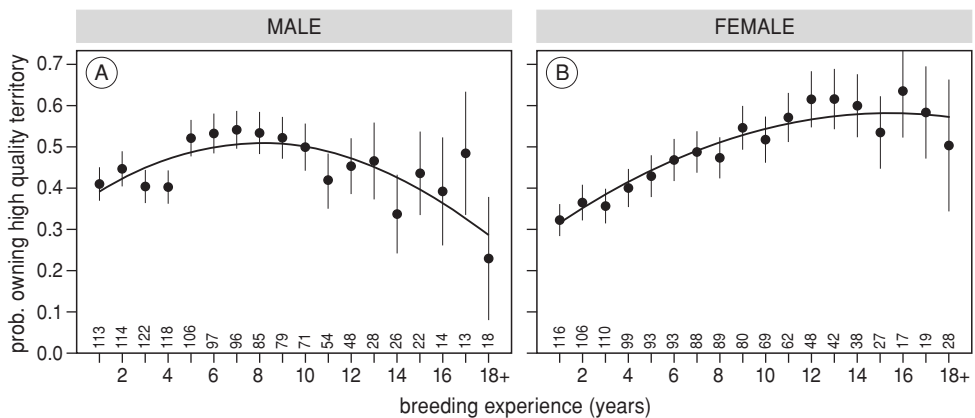 MALE
FEMALE
prob. owning high quality territory
0.7
0.6
0.5
0.4
0.3
0.2
0.1
0.0
A
113 114 122 118 106 97 96 85 79 71 54 48 28 26 22 14 13 18
2 4 6 8 10 12 14 16 18+
B
116 106 110 99 93 93 88 89 80 69 62 48 42 38 27 17 19 28
2 4 6 8 10 12 14 16 18+
breeding experience (years)